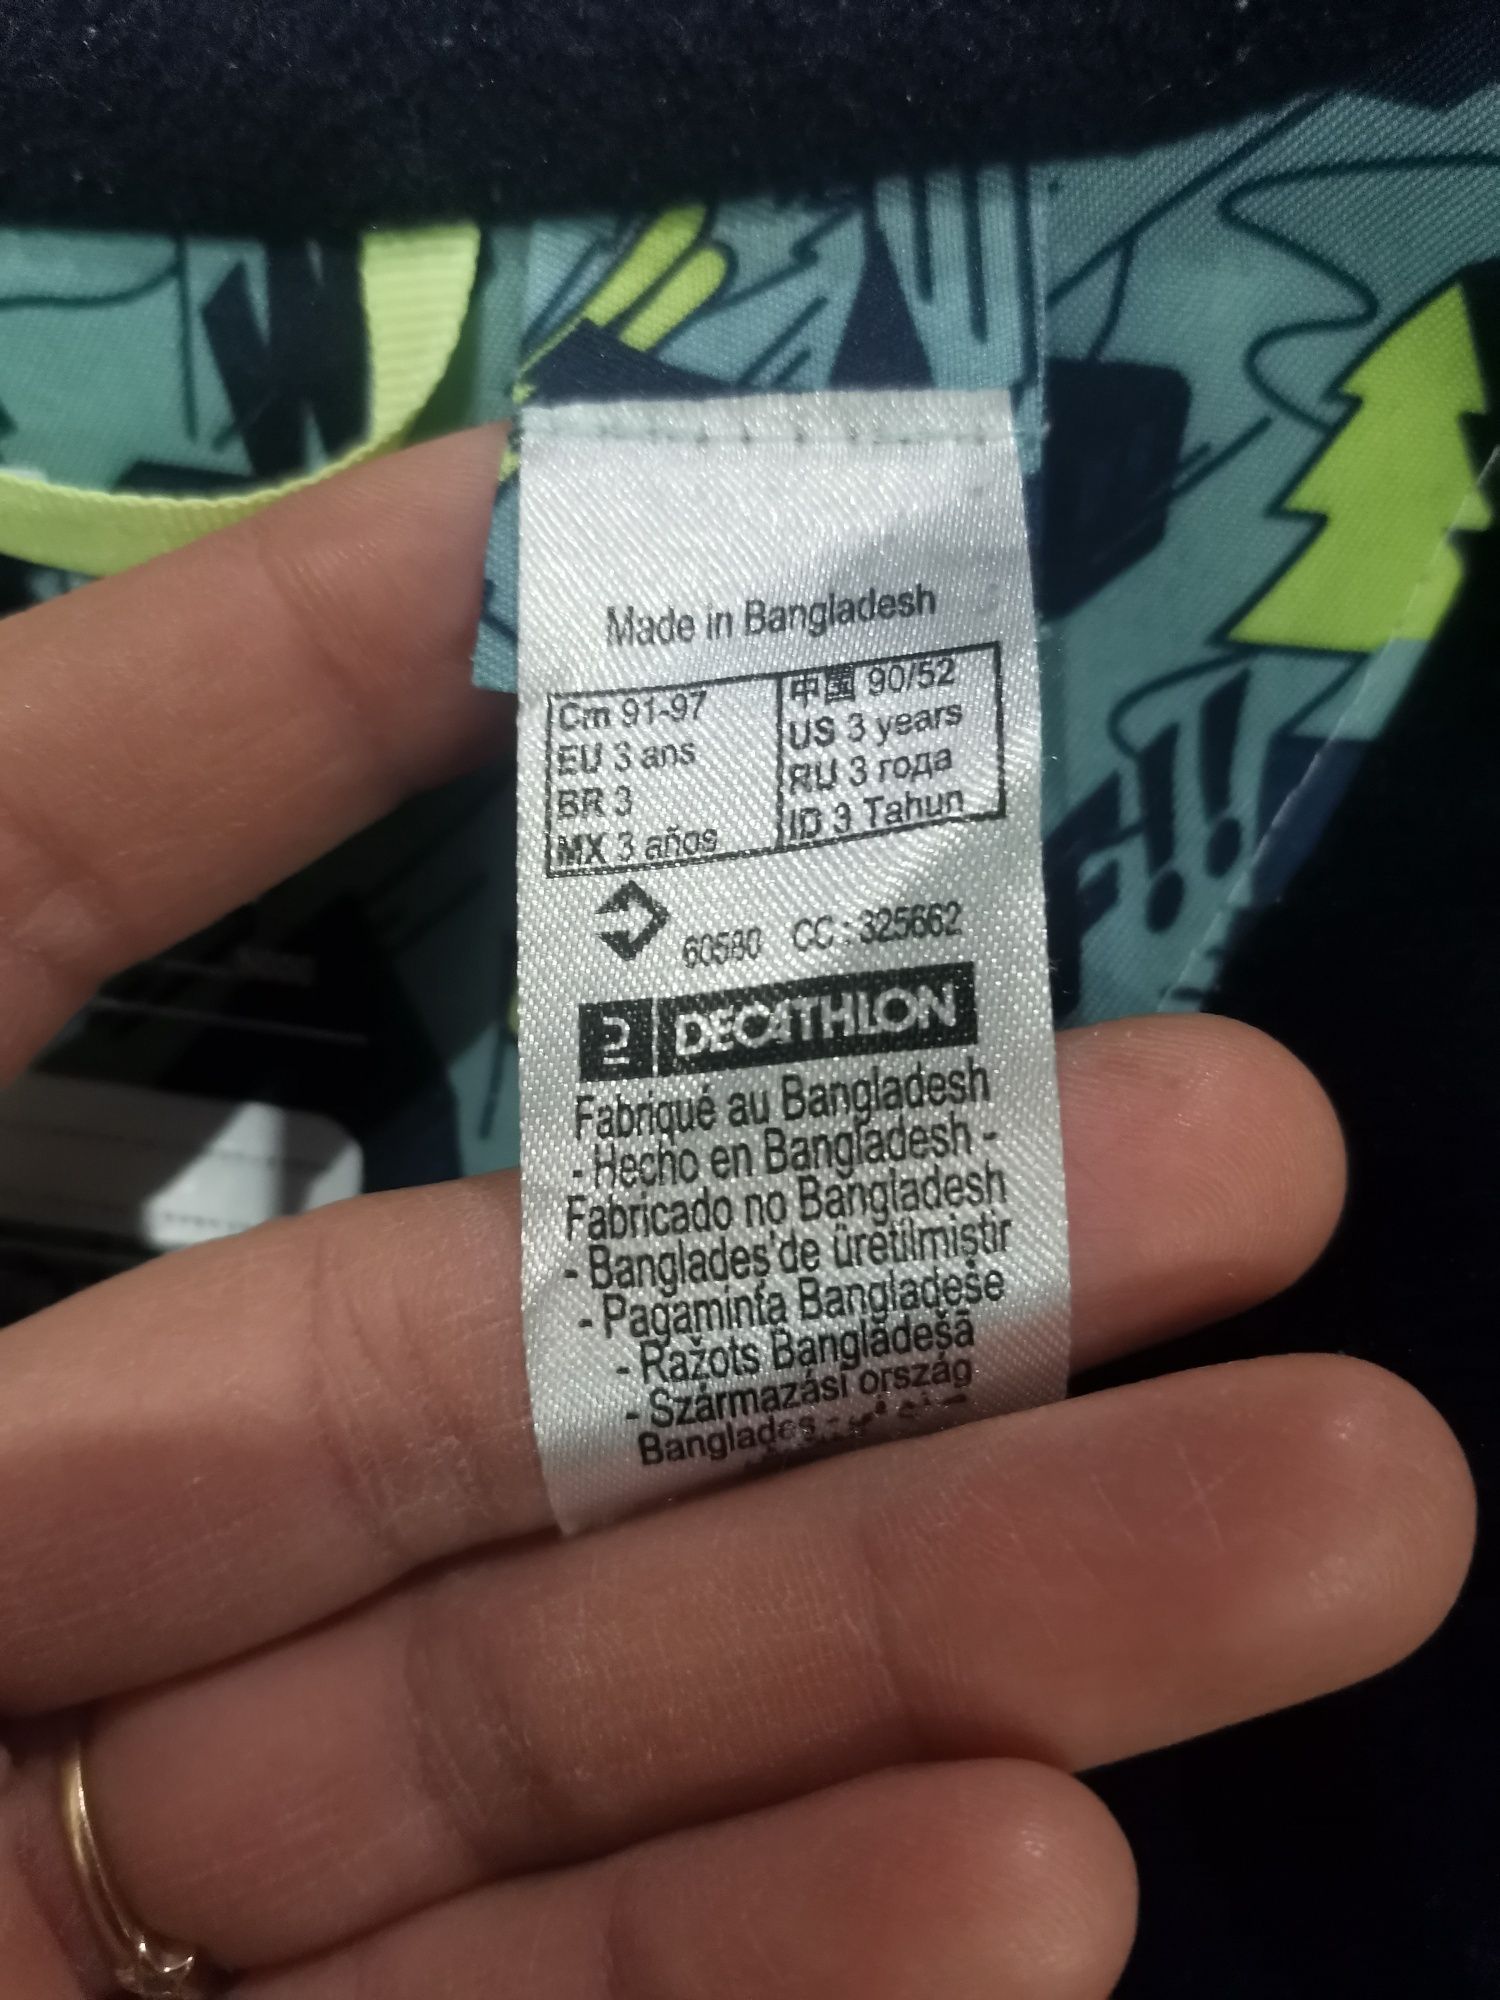 Made in Bangladesh
Cm 91-97
EU 3 ans
BR 3
MX 3 años
中国 90/52
US 3 years
RU 3 года
ID 3 Tahun
60580 CC : 325662
DECATHLON
Fabriqué au Bangladesh
- Hecho en Bangladesh -
Fabricado no Bangladesh
- Bangladeş'de üretilmiştir
- Pagaminta Bangladeše
- Ražots Bangladešā
- Származási ország
Banglades -
F!!